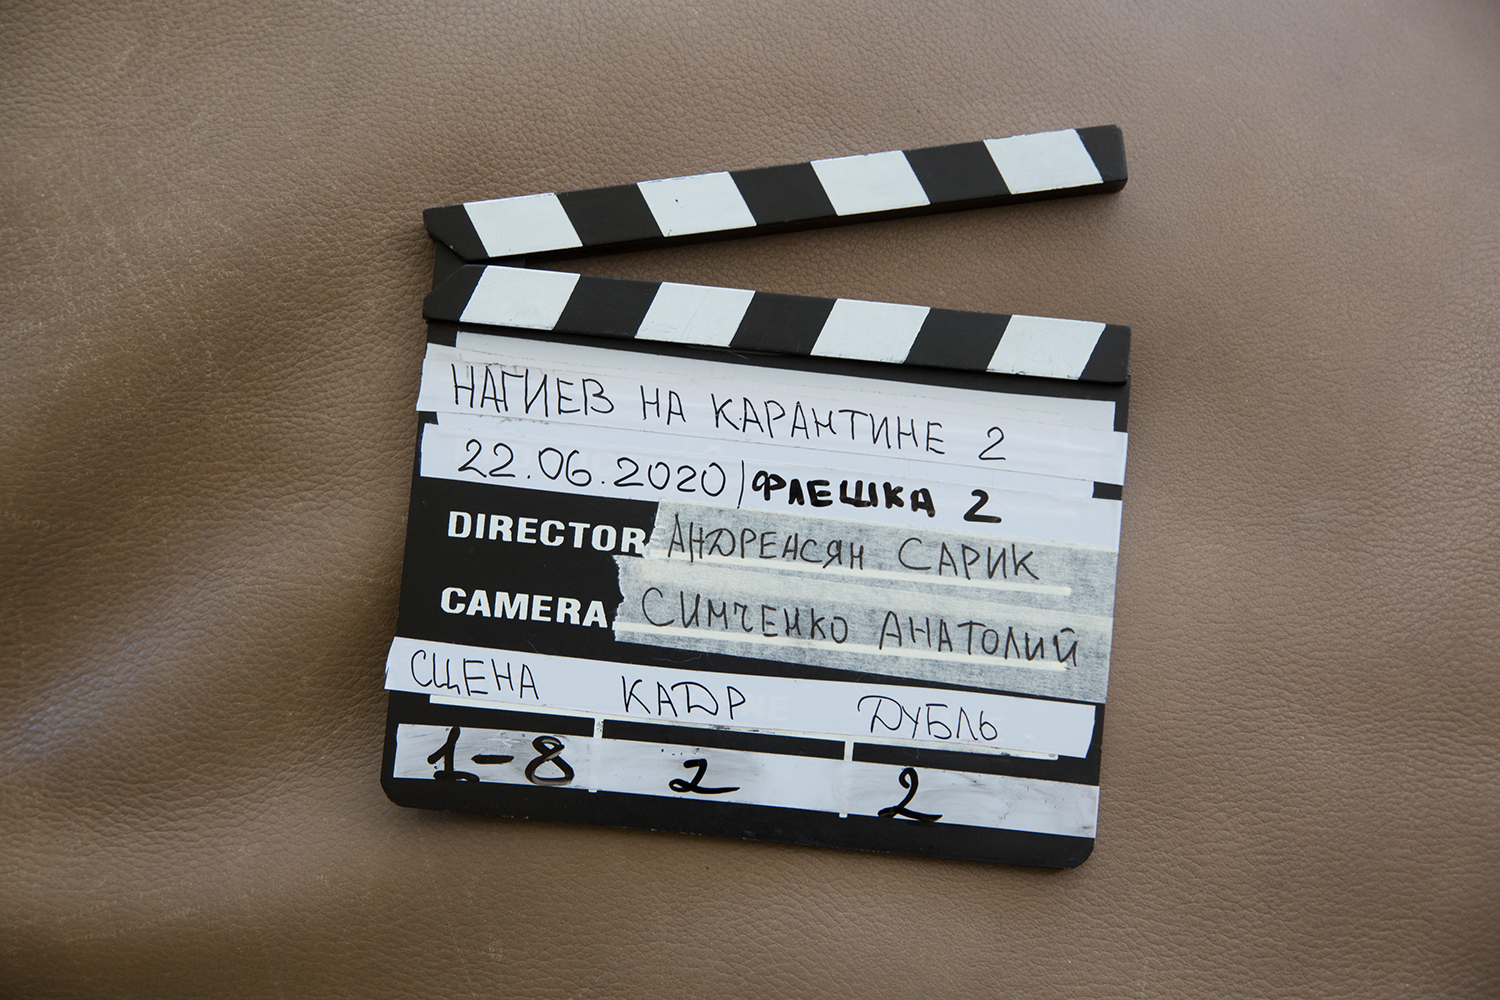 НАГИЕВ НА КАРАНТИНЕ 2
22.06.2020 | ФЛЕШКА 2
DIRECTOR АНДРЕАСЯН САРИК
CAMERA СИМЧЕНКО АНАТОЛИЙ
СЦЕНА КАДР ДУБЛЬ
1-8 2 2